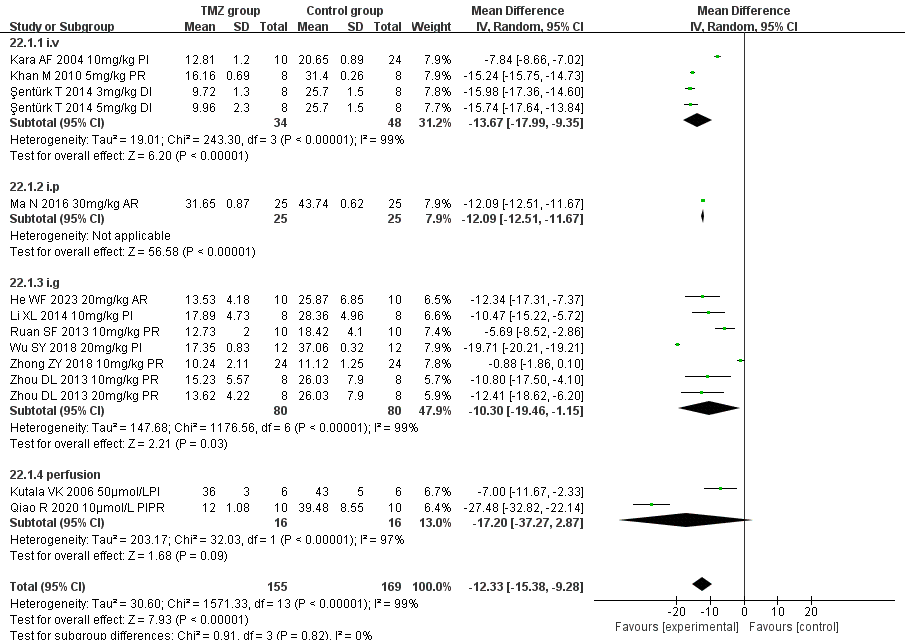 TMZ group Control group Mean Difference Mean Difference
Study or Subgroup Mean SD Total Mean SD Total Weight IV, Random, 95% CI IV, Random, 95% CI
22.1.1 i.v
Kara AF 2004 10mg/kg PI 12.81 1.2 10 20.65 0.89 24 7.9% -7.84 [-8.66, -7.02]
Khan M 2010 5mg/kg PR 16.16 0.69 8 31.4 0.26 8 7.9% -15.24 [-15.75, -14.73]
Şentürk T 2014 3mg/kg DI 9.72 1.3 8 25.7 1.5 8 7.8% -15.98 [-17.36, -14.60]
Şentürk T 2014 5mg/kg DI 9.96 2.3 8 25.7 1.5 8 7.7% -15.74 [-17.64, -13.84]
Subtotal (95% CI) 34 48 31.2% -13.67 [-17.99, -9.35]
Heterogeneity: Tau² = 19.01; Chi² = 243.30, df = 3 (P < 0.00001); I² = 99%
Test for overall effect: Z = 6.20 (P < 0.00001)
22.1.2 i.p
Ma N 2016 30mg/kg AR 31.65 0.87 25 43.74 0.62 25 7.9% -12.09 [-12.51, -11.67]
Subtotal (95% CI) 25 25 7.9% -12.09 [-12.51, -11.67]
Heterogeneity: Not applicable
Test for overall effect: Z = 56.58 (P < 0.00001)
22.1.3 i.g
He WF 2023 20mg/kg AR 13.53 4.18 10 25.87 6.85 10 6.5% -12.34 [-17.31, -7.37]
Li XL 2014 10mg/kg PI 17.89 4.73 8 28.36 4.96 8 6.6% -10.47 [-15.22, -5.72]
Ruan SF 2013 10mg/kg PR 12.73 2 10 18.42 4.1 10 7.5% -5.69 [-8.52, -2.86]
Wu SY 2018 20mg/kg PI 17.35 0.83 12 37.06 0.32 12 7.9% -19.71 [-20.21, -19.21]
Zhong ZY 2018 10mg/kg PR 10.24 2.11 24 11.12 1.25 24 7.8% -0.88 [-1.86, 0.10]
Zhou DL 2013 10mg/kg PR 15.23 5.57 8 26.03 7.9 8 5.7% -10.80 [-17.50, -4.10]
Zhou DL 2013 20mg/kg PR 13.62 4.22 8 26.03 7.9 8 5.9% -12.41 [-18.62, -6.20]
Subtotal (95% CI) 80 80 47.9% -10.30 [-19.46, -1.15]
Heterogeneity: Tau² = 147.68; Chi² = 1176.56, df = 6 (P < 0.00001); I² = 99%
Test for overall effect: Z = 2.21 (P = 0.03)
22.1.4 perfusion
Kutala VK 2006 50μmol/LPI 36 3 6 43 5 6 6.7% -7.00 [-11.67, -2.33]
Qiao R 2020 10μmol/L PIPR 12 1.08 10 39.48 8.55 10 6.4% -27.48 [-32.82, -22.14]
Subtotal (95% CI) 16 16 13.0% -17.20 [-37.27, 2.87]
Heterogeneity: Tau² = 203.17; Chi² = 32.03, df = 1 (P < 0.00001); I² = 97%
Test for overall effect: Z = 1.68 (P = 0.09)
Total (95% CI) 155 169 100.0% -12.33 [-15.38, -9.28]
Heterogeneity: Tau² = 30.60; Chi² = 1571.33, df = 13 (P < 0.00001); I² = 99%
Test for overall effect: Z = 7.93 (P < 0.00001)
Test for subgroup differences: Chi² = 0.91, df = 3 (P = 0.82), I² = 0%
-20 -10 0 10 20
Favours [experimental] Favours [control]